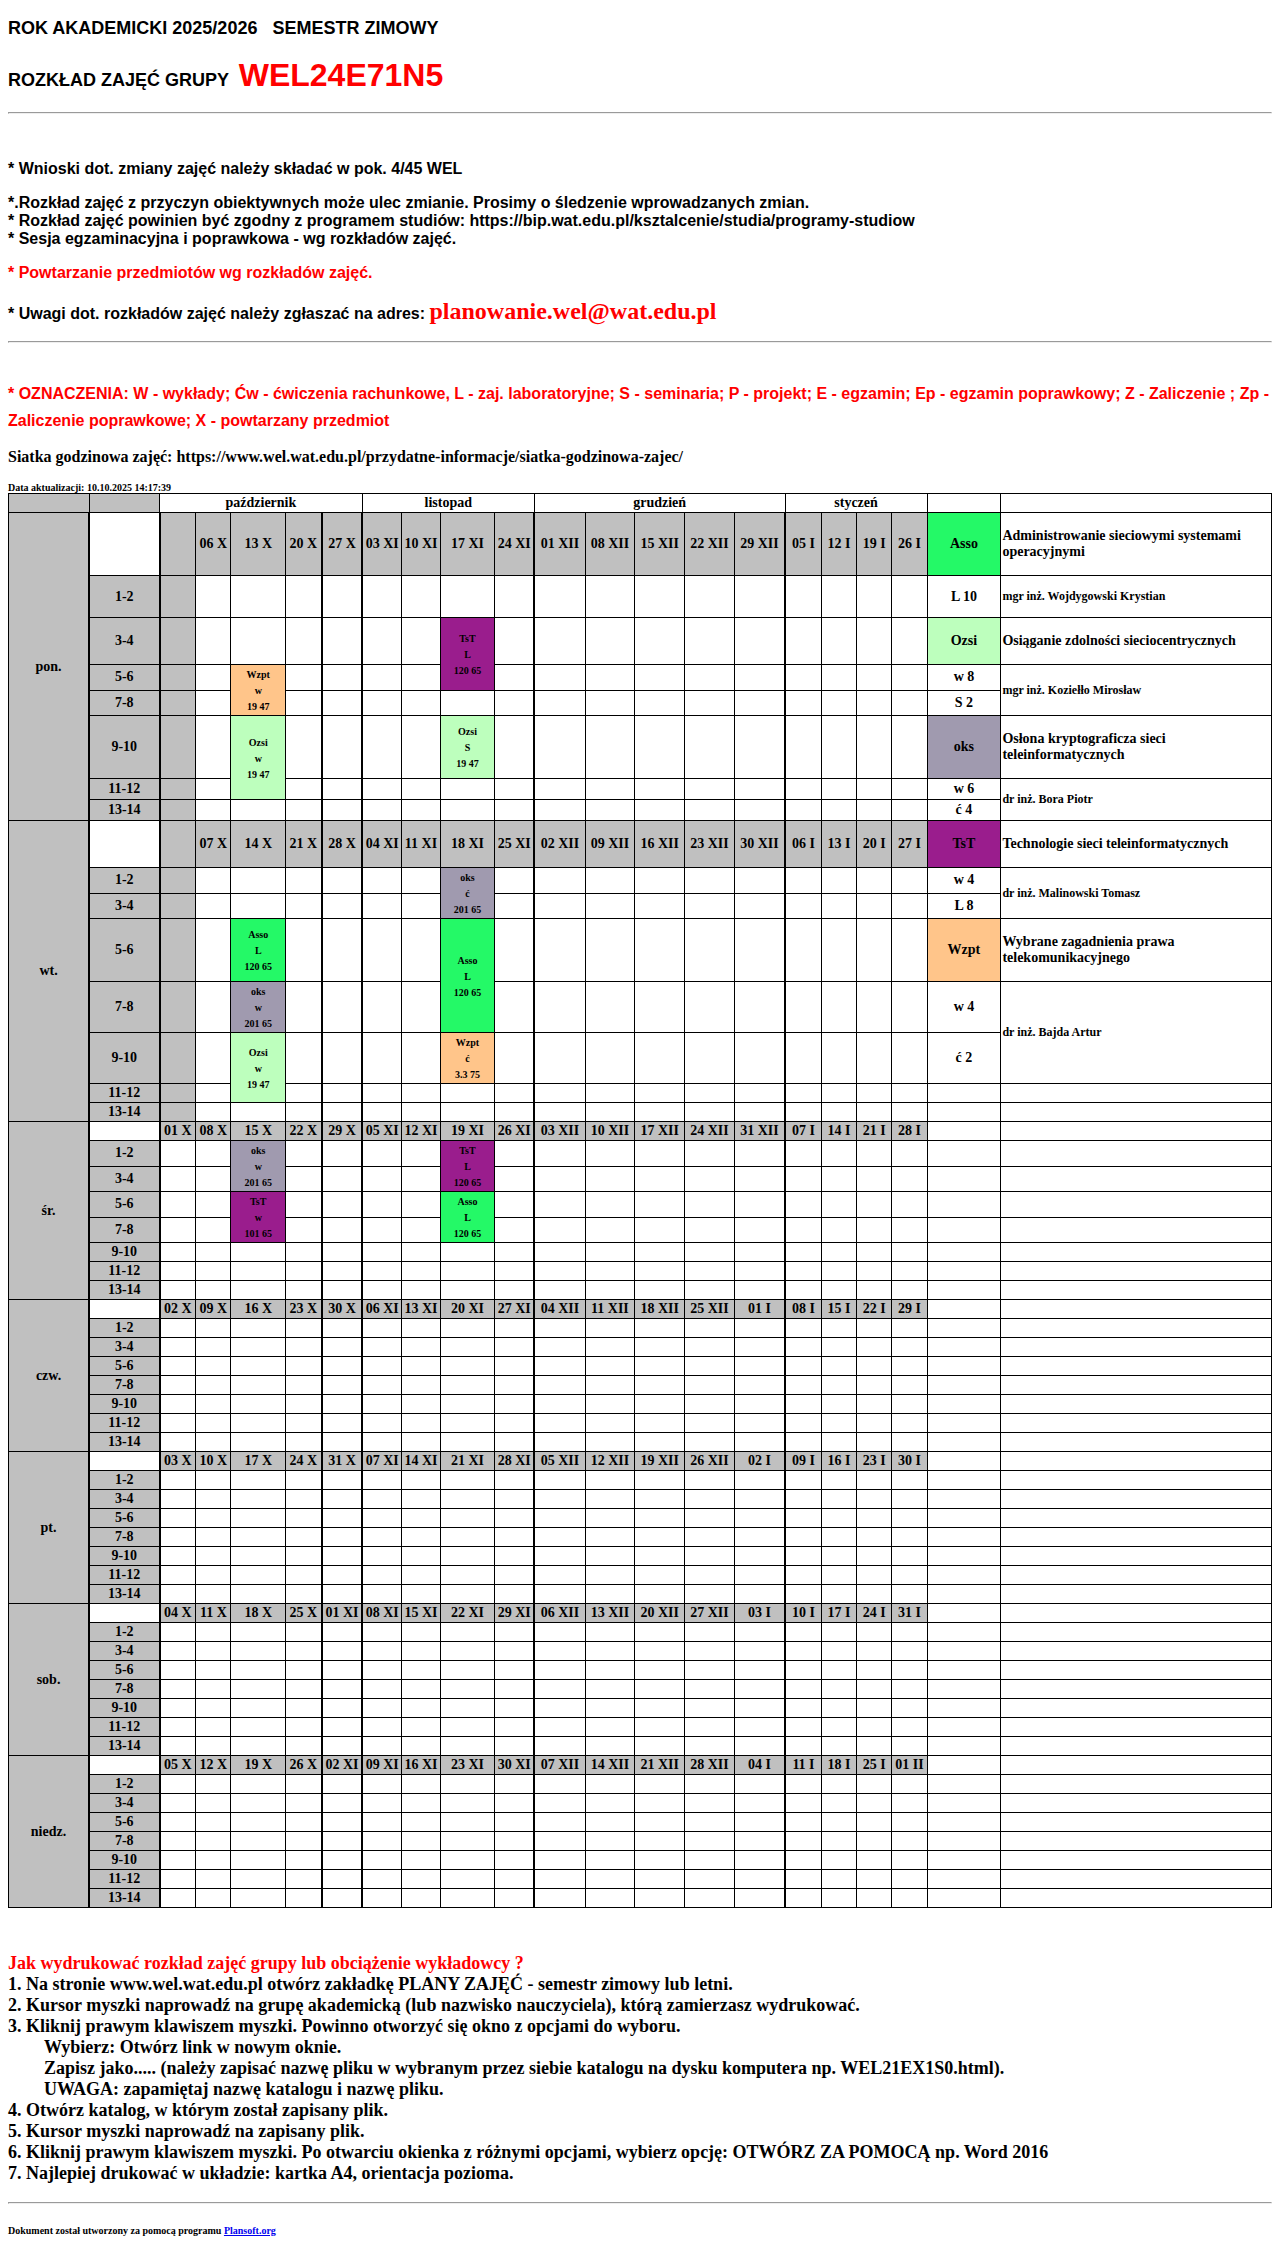 ROK AKADEMICKI 2025/2026 SEMESTR ZIMOWY
ROZKŁAD ZAJĘĆ GRUPY WEL24E71N5
* Wnioski dot. zmiany zajęć należy składać w pok. 4/45 WEL
*.Rozkład zajęć z przyczyn obiektywnych może ulec zmianie. Prosimy o śledzenie wprowadzanych zmian.
* Rozkład zajęć powinien być zgodny z programem studiów: https://bip.wat.edu.pl/ksztalcenie/studia/programy-studiow
* Sesja egzaminacyjna i poprawkowa - wg rozkładów zajęć.
* Powtarzanie przedmiotów wg rozkładów zajęć.
* Uwagi dot. rozkładów zajęć należy zgłaszać na adres: planowanie.wel@wat.edu.pl
* OZNACZENIA: W - wykłady; Ćw - ćwiczenia rachunkowe, L - zaj. laboratoryjne; S - seminaria; P - projekt; E - egzamin; Ep - egzamin poprawkowy; Z - Zaliczenie ; Zp -
Zaliczenie poprawkowe; X - powtarzany przedmiot
Siatka godzinowa zajęć: https://www.wel.wat.edu.pl/przydatne-informacje/siatka-godzinowa-zajec/
Data aktualizacji: 10.10.2025 14:17:39
październik listopad grudzień styczeń
pon.
06 X 13 X 20 X 27 X 03 XI 10 XI 17 XI 24 XI 01 XII 08 XII 15 XII 22 XII 29 XII 05 I 12 I 19 I 26 I Asso Administrowanie sieciowymi systemami
operacyjnymi
1-2 L 10 mgr inż. Wojdygowski Krystian
3-4 TsT Ozsi Osiąganie zdolności sieciocentrycznych
L
120 65
5-6 Wzpt w 8 mgr inż. Koziełło Mirosław
w
19 47
7-8 S 2
9-10 Ozsi Ozsi oks Osłona kryptograficza sieci
w S teleinformatycznych
19 47 19 47
11-12 w 6 dr inż. Bora Piotr
13-14 ć 4
wt.
07 X 14 X 21 X 28 X 04 XI 11 XI 18 XI 25 XI 02 XII 09 XII 16 XII 23 XII 30 XII 06 I 13 I 20 I 27 I TsT Technologie sieci teleinformatycznych
1-2 oks w 4 dr inż. Malinowski Tomasz
ć
201 65
3-4 L 8
5-6 Asso Asso Wzpt Wybrane zagadnienia prawa
L L telekomunikacyjnego
120 65 120 65
7-8 oks w 4 dr inż. Bajda Artur
w
201 65
9-10 Ozsi Wzpt ć 2
w ć
19 47 3.3 75
11-12
13-14
śr.
01 X 08 X 15 X 22 X 29 X 05 XI 12 XI 19 XI 26 XI 03 XII 10 XII 17 XII 24 XII 31 XII 07 I 14 I 21 I 28 I
1-2 oks TsT
w L
201 65 120 65
3-4
5-6 TsT Asso
w L
101 65 120 65
7-8
9-10
11-12
13-14
czw.
02 X 09 X 16 X 23 X 30 X 06 XI 13 XI 20 XI 27 XI 04 XII 11 XII 18 XII 25 XII 01 I 08 I 15 I 22 I 29 I
1-2
3-4
5-6
7-8
9-10
11-12
13-14
pt.
03 X 10 X 17 X 24 X 31 X 07 XI 14 XI 21 XI 28 XI 05 XII 12 XII 19 XII 26 XII 02 I 09 I 16 I 23 I 30 I
1-2
3-4
5-6
7-8
9-10
11-12
13-14
sob.
04 X 11 X 18 X 25 X 01 XI 08 XI 15 XI 22 XI 29 XI 06 XII 13 XII 20 XII 27 XII 03 I 10 I 17 I 24 I 31 I
1-2
3-4
5-6
7-8
9-10
11-12
13-14
niedz.
05 X 12 X 19 X 26 X 02 XI 09 XI 16 XI 23 XI 30 XI 07 XII 14 XII 21 XII 28 XII 04 I 11 I 18 I 25 I 01 II
1-2
3-4
5-6
7-8
9-10
11-12
13-14
Jak wydrukować rozkład zajęć grupy lub obciążenie wykładowcy ?
1. Na stronie www.wel.wat.edu.pl otwórz zakładkę PLANY ZAJĘĆ - semestr zimowy lub letni.
2. Kursor myszki naprowadź na grupę akademicką (lub nazwisko nauczyciela), którą zamierzasz wydrukować.
3. Kliknij prawym klawiszem myszki. Powinno otworzyć się okno z opcjami do wyboru.
Wybierz: Otwórz link w nowym oknie.
Zapisz jako..... (należy zapisać nazwę pliku w wybranym przez siebie katalogu na dysku komputera np. WEL21EX1S0.html).
UWAGA: zapamiętaj nazwę katalogu i nazwę pliku.
4. Otwórz katalog, w którym został zapisany plik.
5. Kursor myszki naprowadź na zapisany plik.
6. Kliknij prawym klawiszem myszki. Po otwarciu okienka z różnymi opcjami, wybierz opcję: OTWÓRZ ZA POMOCĄ np. Word 2016
7. Najlepiej drukować w układzie: kartka A4, orientacja pozioma.
Dokument został utworzony za pomocą programu Plansoft.org